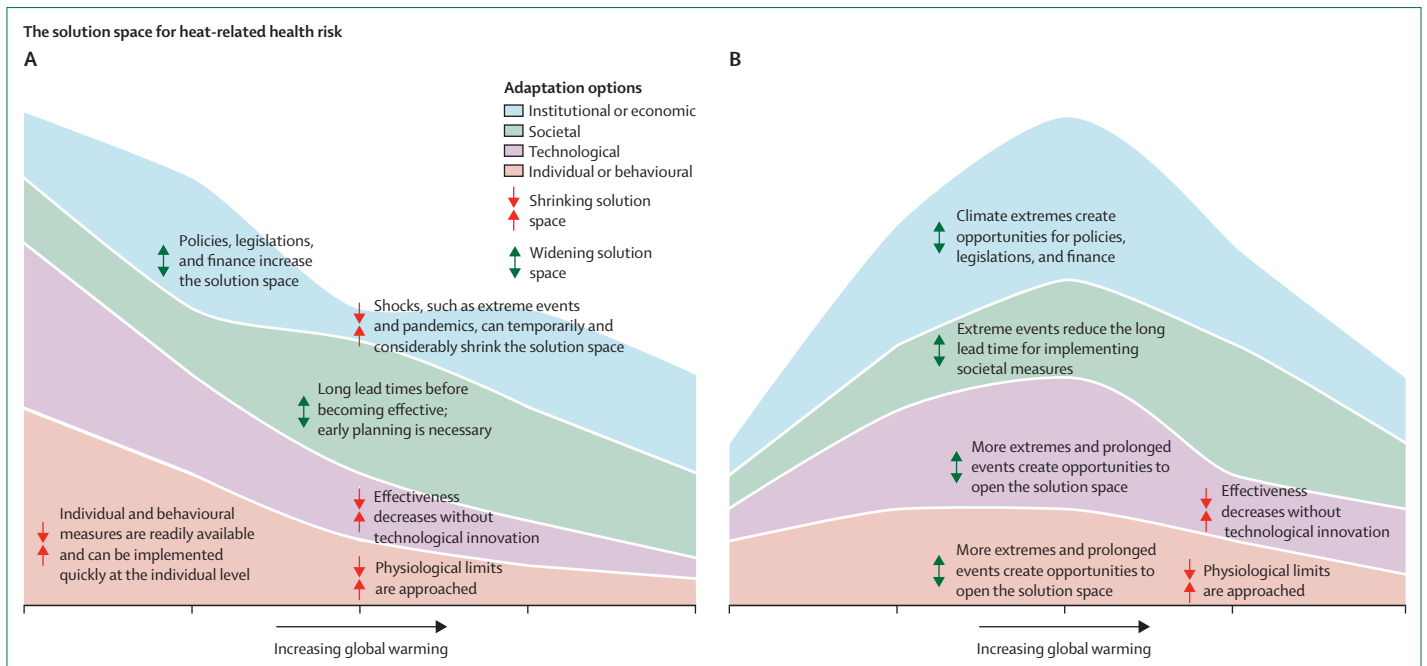 The solution space for heat-related health risk
A
Adaptation options
Institutional or economic
Societal
Technological
Individual or behavioural
Shrinking solution
space
Widening solution
space
Policies, legislations,
and finance increase
the solution space
Shocks, such as extreme events
and pandemics, can temporarily and
considerably shrink the solution space
Long lead times before
becoming effective;
early planning is necessary
Individual and behavioural
measures are readily available
and can be implemented
quickly at the individual level
Effectiveness
decreases without
technological innovation
Physiological limits
are approached
Increasing global warming
B
Climate extremes create
opportunities for policies,
legislations, and finance
Extreme events reduce the long
lead time for implementing
societal measures
More extremes and prolonged
events create opportunities to
open the solution space
Effectiveness
decreases without
technological innovation
More extremes and prolonged
events create opportunities to
open the solution space
Physiological limits
are approached
Increasing global warming